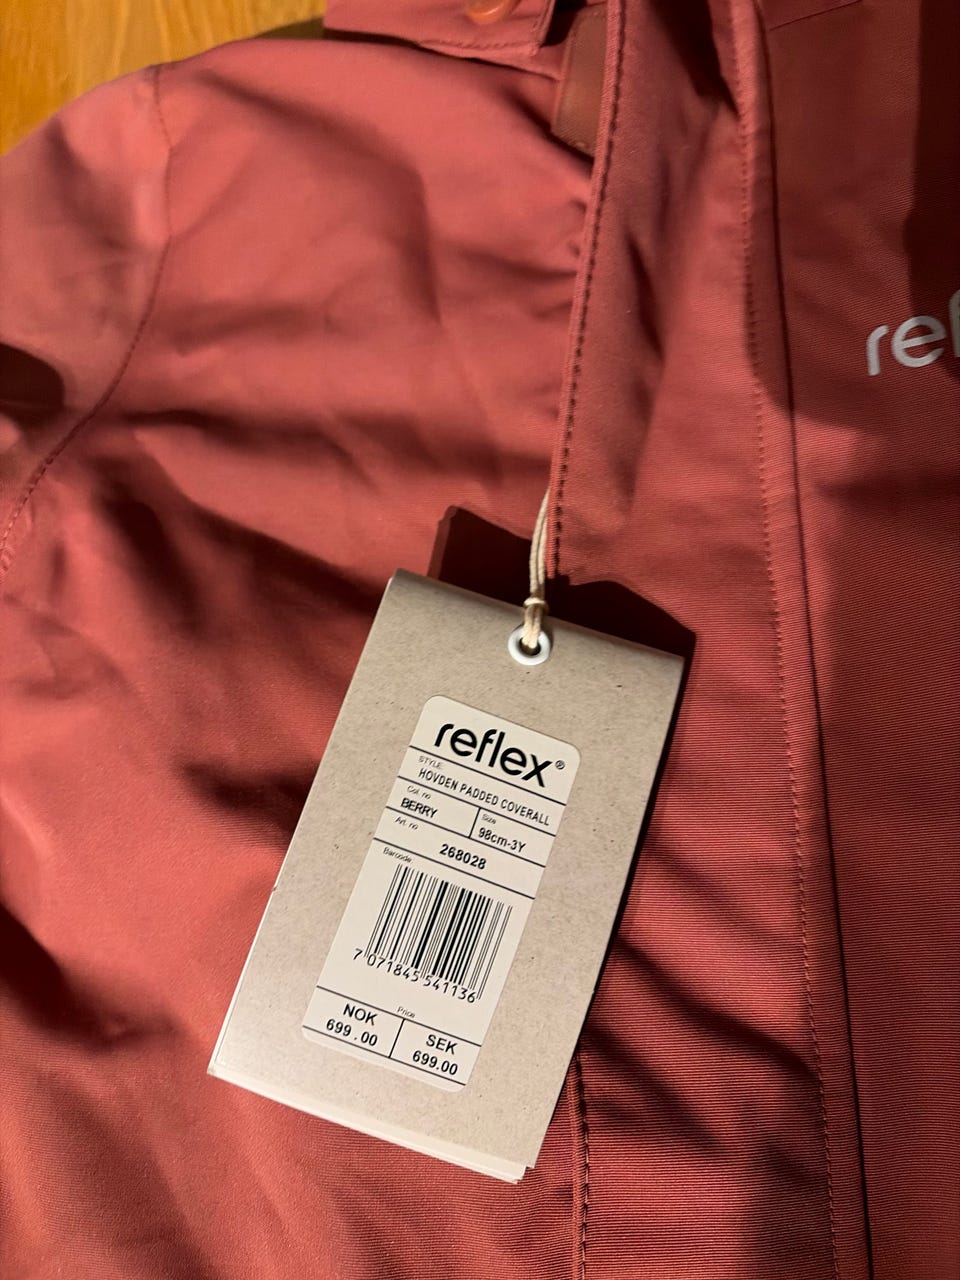 ref
reflex®
STYLE:
HOVDEN PADDED COVERALL
Col. no
BERRY
Size
98cm-3Y
Art. no
268028
Barcode
7 071845 541136
Price
NOK
699.00
SEK
699.00